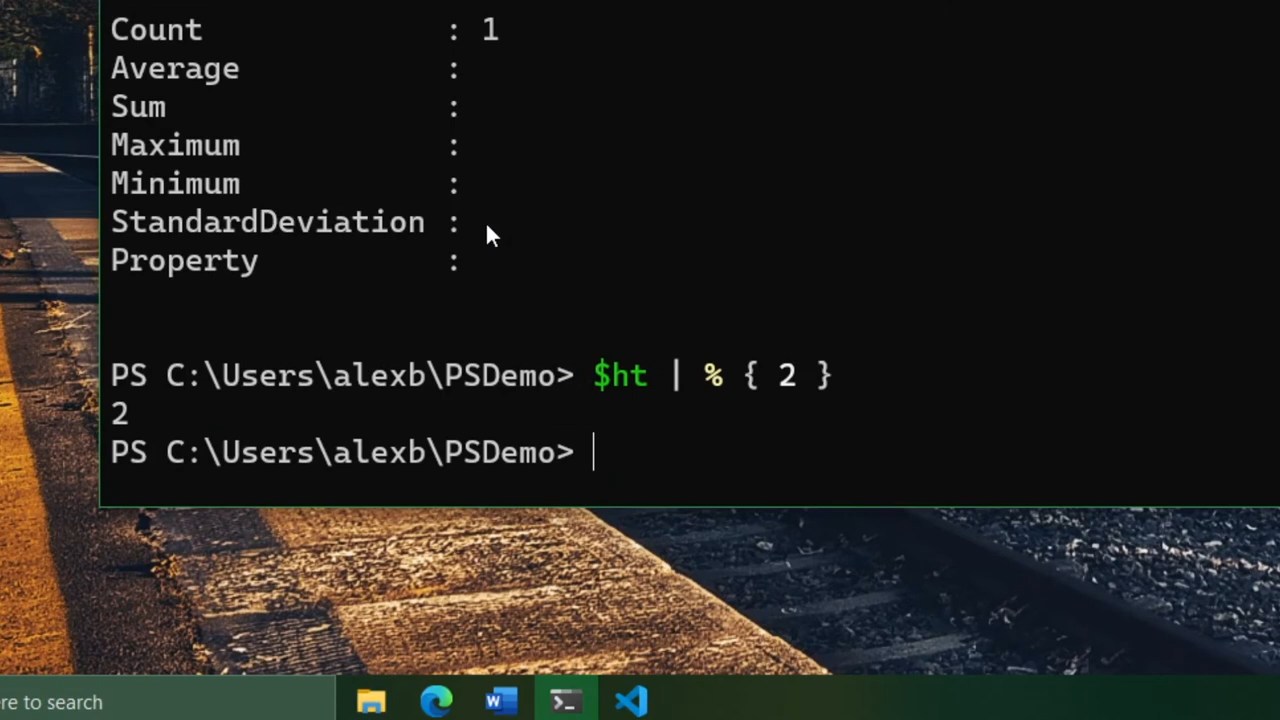 Count : 1
Average :
Sum :
Maximum :
Minimum :
StandardDeviation :
Property :
PS C:\Users\alexb\PSDemo> $ht | % { 2 }
2
PS C:\Users\alexb\PSDemo>
re to search